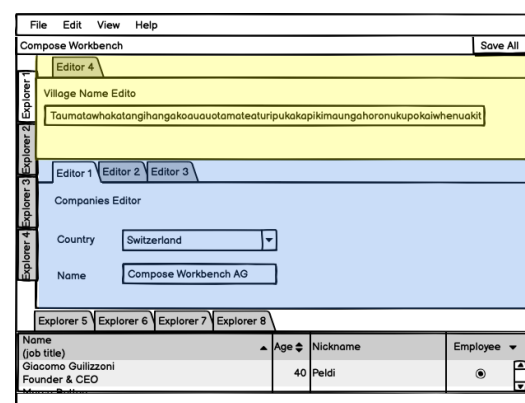 File Edit View Help
Compose Workbench Save All
Editor 4
Explorer 1
Village Name Edito
Taumatawhakatangihangakoauauotamateaturipukakapikimaungahoronukupokaiwhenuakit
Explorer 2
Editor 1 Editor 2 Editor 3
Explorer 3
Companies Editor
Country Switzerland
Explorer 4
Name Compose Workbench AG
Explorer 5 Explorer 6 Explorer 7 Explorer 8
Name
(job title) Age Nickname Employee
Giacomo Guilizzoni
Founder & CEO 40 Peldi